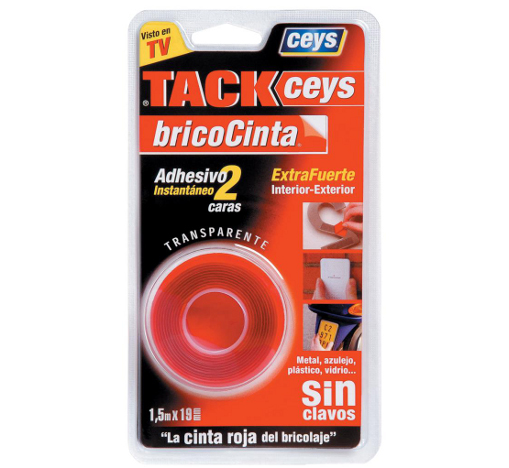 Visto en
TV
ceys
TACK ceys
bricoCinta
Adhesivo 2
Instantáneo
caras
ExtraFuerte
Interior-Exterior
TRANSPARENTE
Metal, azulejo,
plástico, vidrio...
sin
clavos
1,5m x 19mm
"La cinta roja del bricolaje"